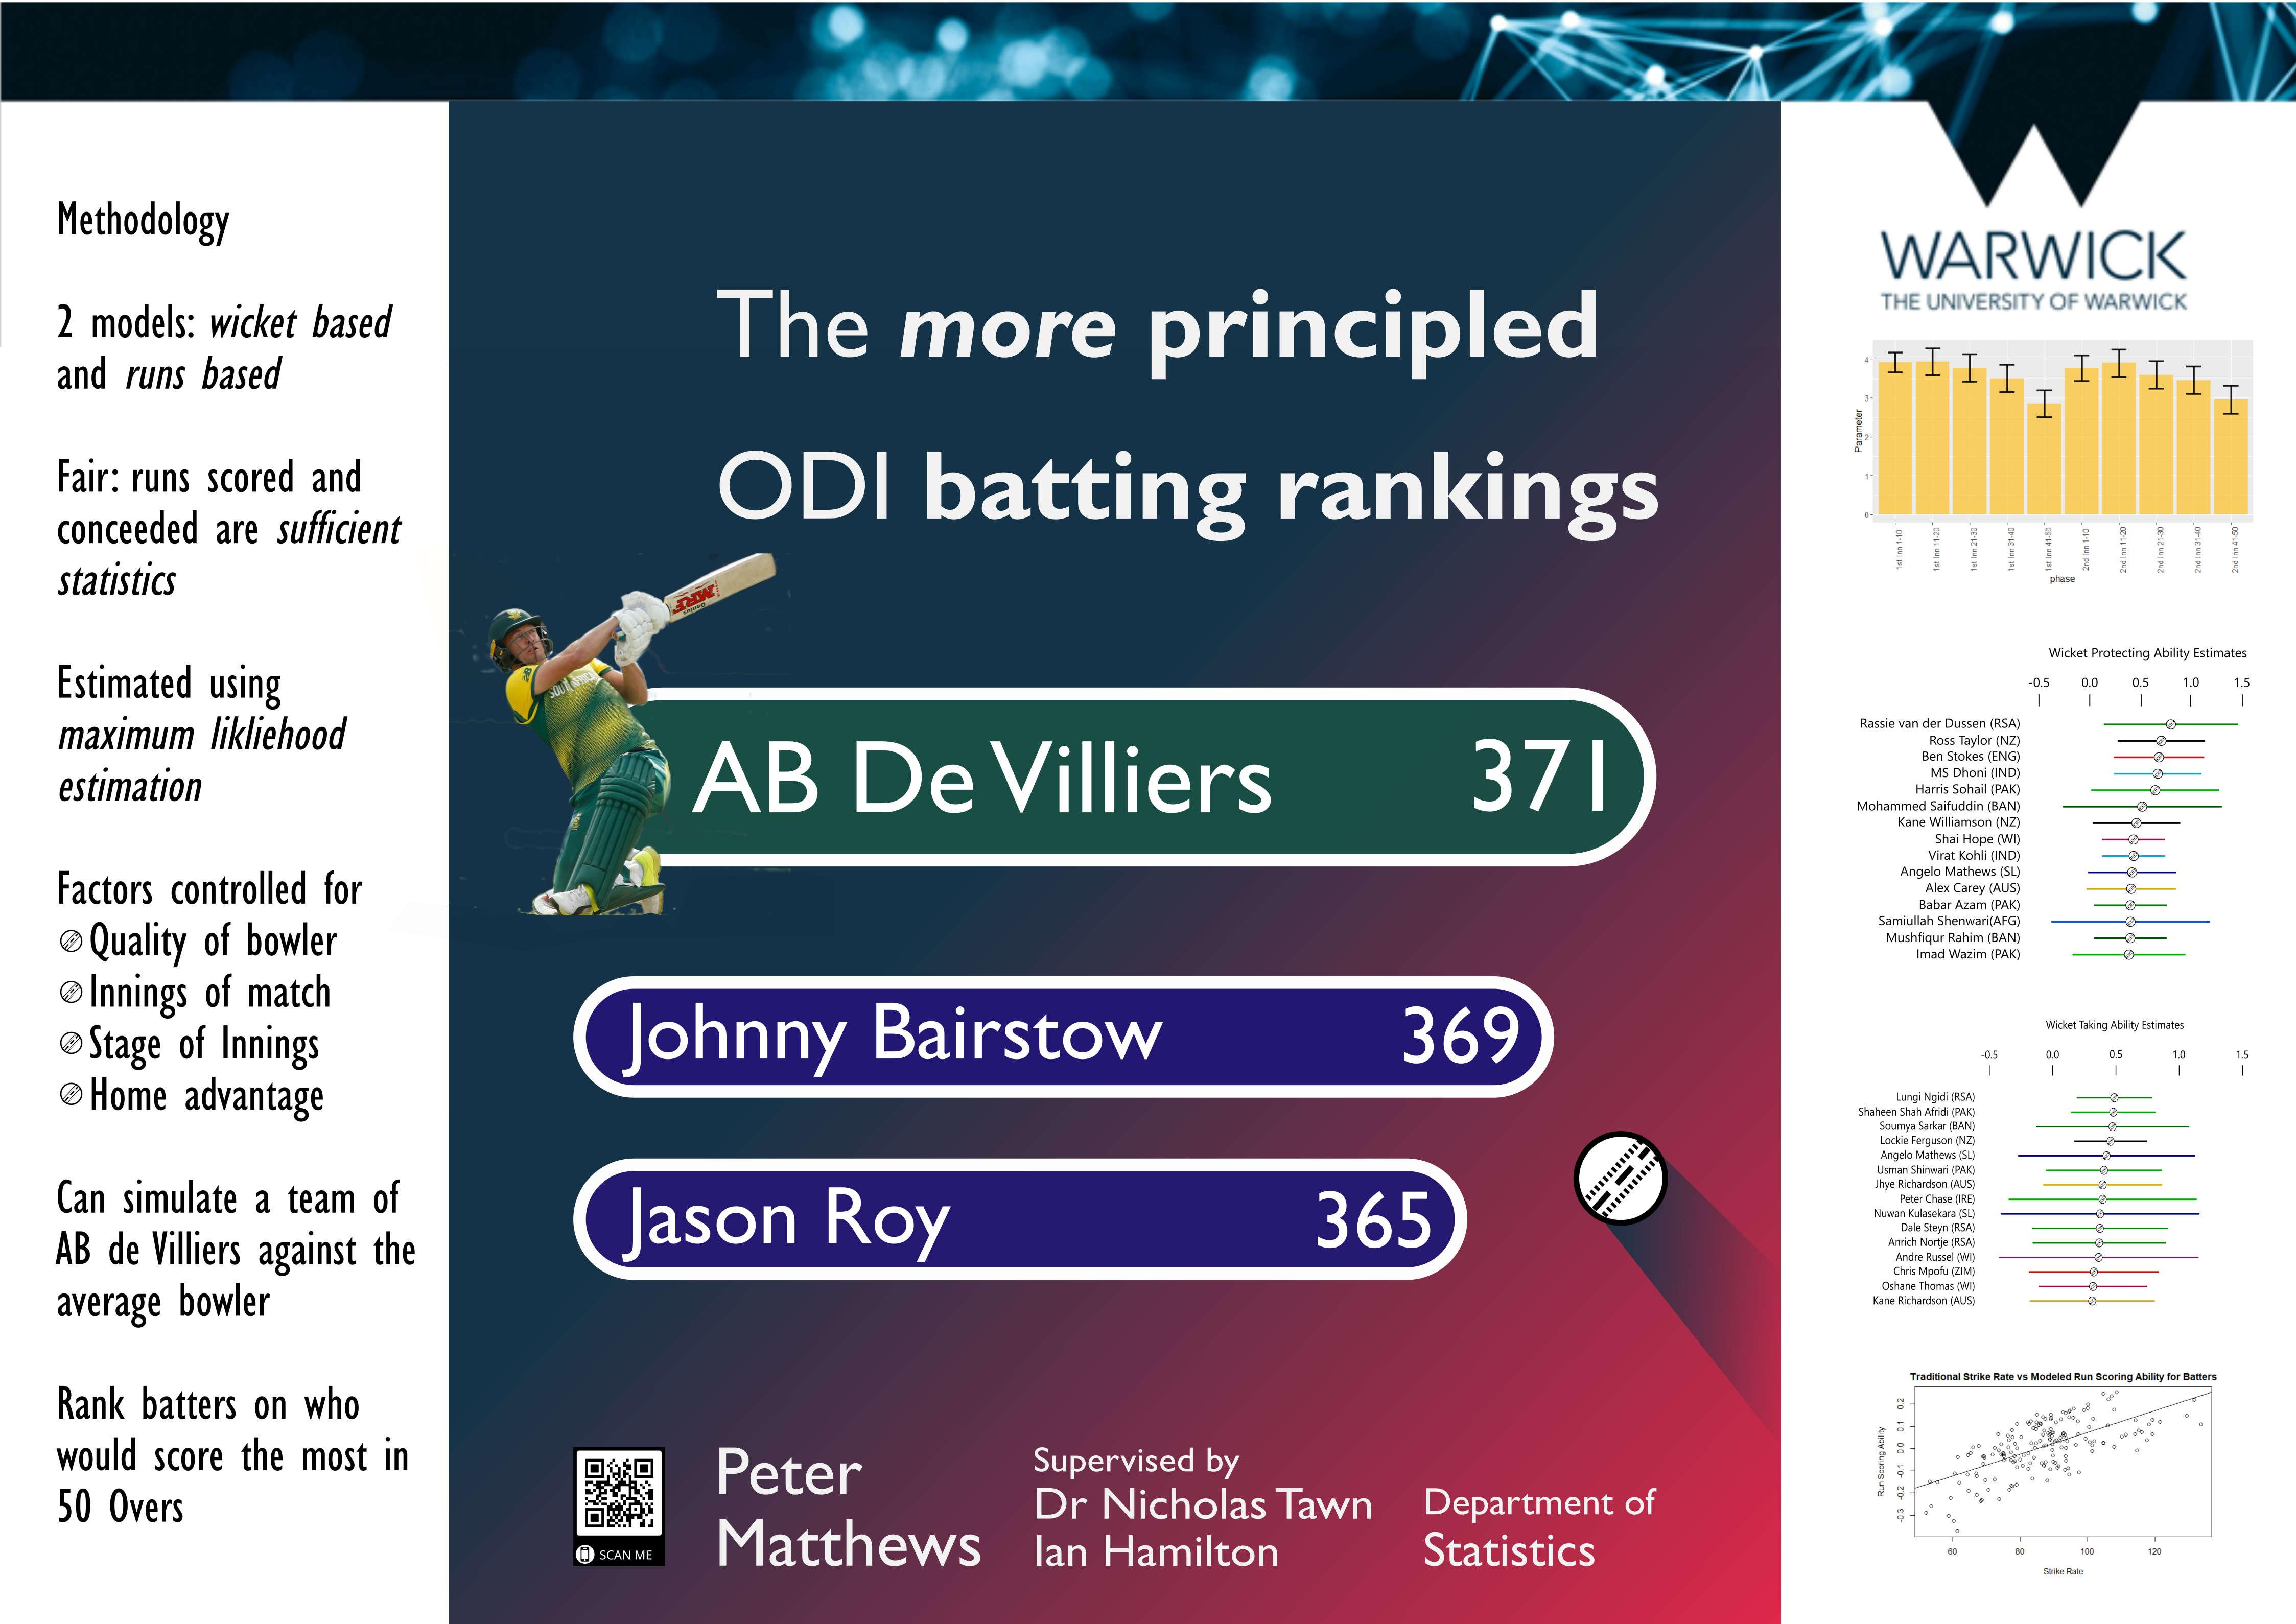 Methodology
2 models: wicket based
and runs based
Fair: runs scored and
conceeded are sufficient
statistics
Estimated using
maximum likliehood
estimation
Factors controlled for
Quality of bowler
Innings of match
Stage of Innings
Home advantage
Can simulate a team of
AB de Villiers against the
average bowler
Rank batters on who
would score the most in
50 Overs
The more principled
ODI batting rankings
SOUTH AFRICA
MRF
Genius
AB De Villiers 371
Johnny Bairstow 369
Jason Roy 365
SCAN ME
Peter
Matthews
Supervised by
Dr Nicholas Tawn
Ian Hamilton
Department of
Statistics
WARWICK
THE UNIVERSITY OF WARWICK
Parameter
4
3
2
1
0
1st Inn 1-10
1st Inn 11-20
1st Inn 21-30
1st Inn 31-40
1st Inn 41-50
2nd Inn 1-10
2nd Inn 11-20
2nd Inn 21-30
2nd Inn 31-40
2nd Inn 41-50
phase
Wicket Protecting Ability Estimates
-0.5 0.0 0.5 1.0 1.5
Rassie van der Dussen (RSA)
Ross Taylor (NZ)
Ben Stokes (ENG)
MS Dhoni (IND)
Harris Sohail (PAK)
Mohammed Saifuddin (BAN)
Kane Williamson (NZ)
Shai Hope (WI)
Virat Kohli (IND)
Angelo Mathews (SL)
Alex Carey (AUS)
Babar Azam (PAK)
Samiullah Shenwari(AFG)
Mushfiqur Rahim (BAN)
Imad Wazim (PAK)
Wicket Taking Ability Estimates
-0.5 0.0 0.5 1.0 1.5
Lungi Ngidi (RSA)
Shaheen Shah Afridi (PAK)
Soumya Sarkar (BAN)
Lockie Ferguson (NZ)
Angelo Mathews (SL)
Usman Shinwari (PAK)
Jhye Richardson (AUS)
Peter Chase (IRE)
Nuwan Kulasekara (SL)
Dale Steyn (RSA)
Anrich Nortje (RSA)
Andre Russel (WI)
Chris Mpofu (ZIM)
Oshane Thomas (WI)
Kane Richardson (AUS)
Traditional Strike Rate vs Modeled Run Scoring Ability for Batters
Run Scoring Ability
0.2
0.1
0.0
-0.1
-0.2
-0.3
60 80 100 120
Strike Rate